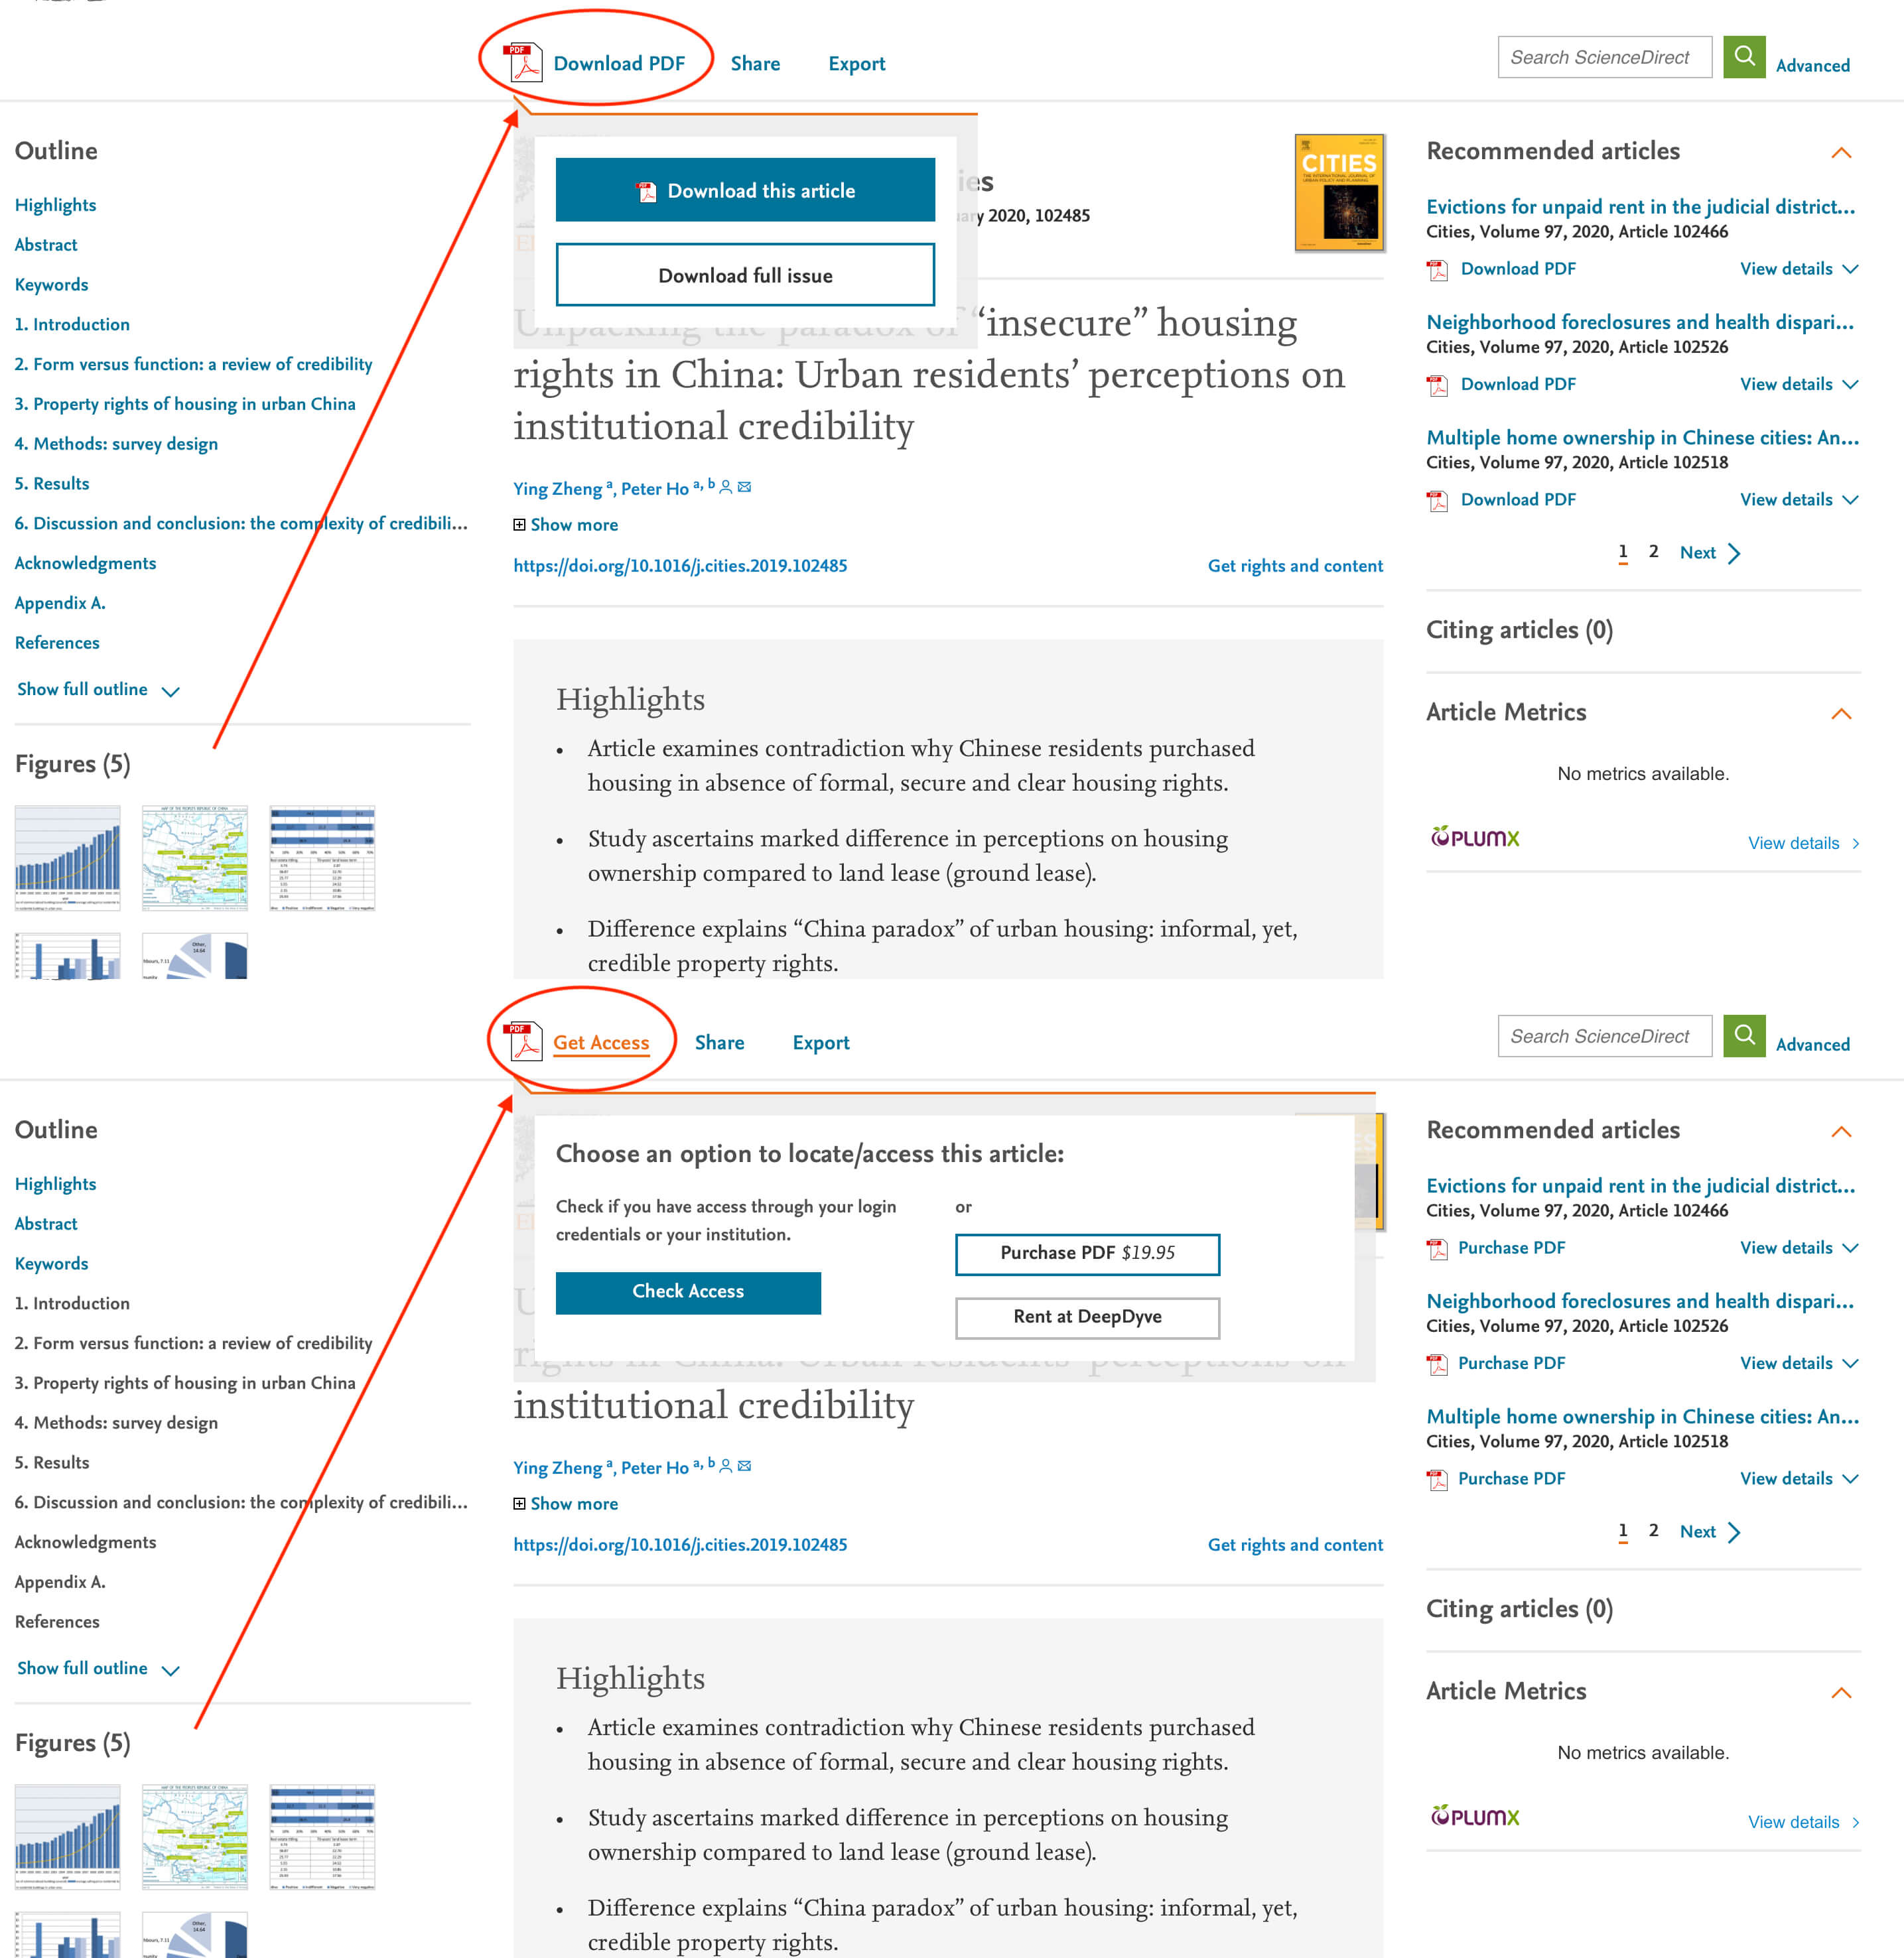 Download PDF
Share
Export
Search ScienceDirect
Advanced
Outline
Highlights
Abstract
Keywords
1. Introduction
2. Form versus function: a review of credibility
3. Property rights of housing in urban China
4. Methods: survey design
5. Results
6. Discussion and conclusion: the complexity of credibili...
Acknowledgments
Appendix A.
References
Show full outline
Figures (5)
Download this article
Download full issue
2020, 102485
CITIES
Unpacking the paradox of “insecure” housing
rights in China: Urban residents’ perceptions on
institutional credibility
Ying Zheng a, Peter Ho a, b
Show more
https://doi.org/10.1016/j.cities.2019.102485
Get rights and content
Highlights
• Article examines contradiction why Chinese residents purchased
housing in absence of formal, secure and clear housing rights.
• Study ascertains marked difference in perceptions on housing
ownership compared to land lease (ground lease).
• Difference explains “China paradox” of urban housing: informal, yet,
credible property rights.
Recommended articles
Evictions for unpaid rent in the judicial district...
Cities, Volume 97, 2020, Article 102466
Download PDF
View details
Neighborhood foreclosures and health dispari...
Cities, Volume 97, 2020, Article 102526
Download PDF
View details
Multiple home ownership in Chinese cities: An...
Cities, Volume 97, 2020, Article 102518
Download PDF
View details
1 2 Next
Citing articles (0)
Article Metrics
No metrics available.
PLUMX
View details
Get Access
Share
Export
Search ScienceDirect
Advanced
Outline
Highlights
Abstract
Keywords
1. Introduction
2. Form versus function: a review of credibility
3. Property rights of housing in urban China
4. Methods: survey design
5. Results
6. Discussion and conclusion: the complexity of credibili...
Acknowledgments
Appendix A.
References
Show full outline
Figures (5)
Choose an option to locate/access this article:
Check if you have access through your login
credentials or your institution.
Check Access
or
Purchase PDF $19.95
Rent at DeepDyve
rights in China: Urban residents’ perceptions on
institutional credibility
Ying Zheng a, Peter Ho a, b
Show more
https://doi.org/10.1016/j.cities.2019.102485
Get rights and content
Highlights
• Article examines contradiction why Chinese residents purchased
housing in absence of formal, secure and clear housing rights.
• Study ascertains marked difference in perceptions on housing
ownership compared to land lease (ground lease).
• Difference explains “China paradox” of urban housing: informal, yet,
credible property rights.
Recommended articles
Evictions for unpaid rent in the judicial district...
Cities, Volume 97, 2020, Article 102466
Purchase PDF
View details
Neighborhood foreclosures and health dispari...
Cities, Volume 97, 2020, Article 102526
Purchase PDF
View details
Multiple home ownership in Chinese cities: An...
Cities, Volume 97, 2020, Article 102518
Purchase PDF
View details
1 2 Next
Citing articles (0)
Article Metrics
No metrics available.
PLUMX
View details